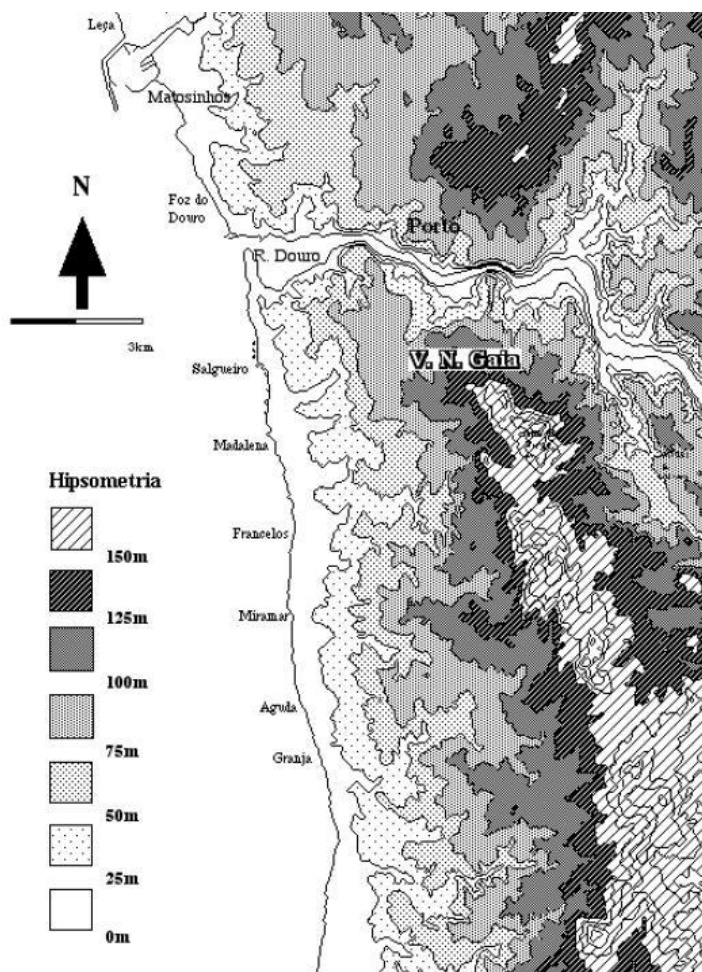 Leça
Matosinhos
N
Foz do
Douro
Porto
R. Douro
3km
V. N. Gaia
Salgueiro
Madalena
Hipsometria
150m
Francelos
125m
Miramar
100m
Aguda
75m
Granja
50m
25m
0m